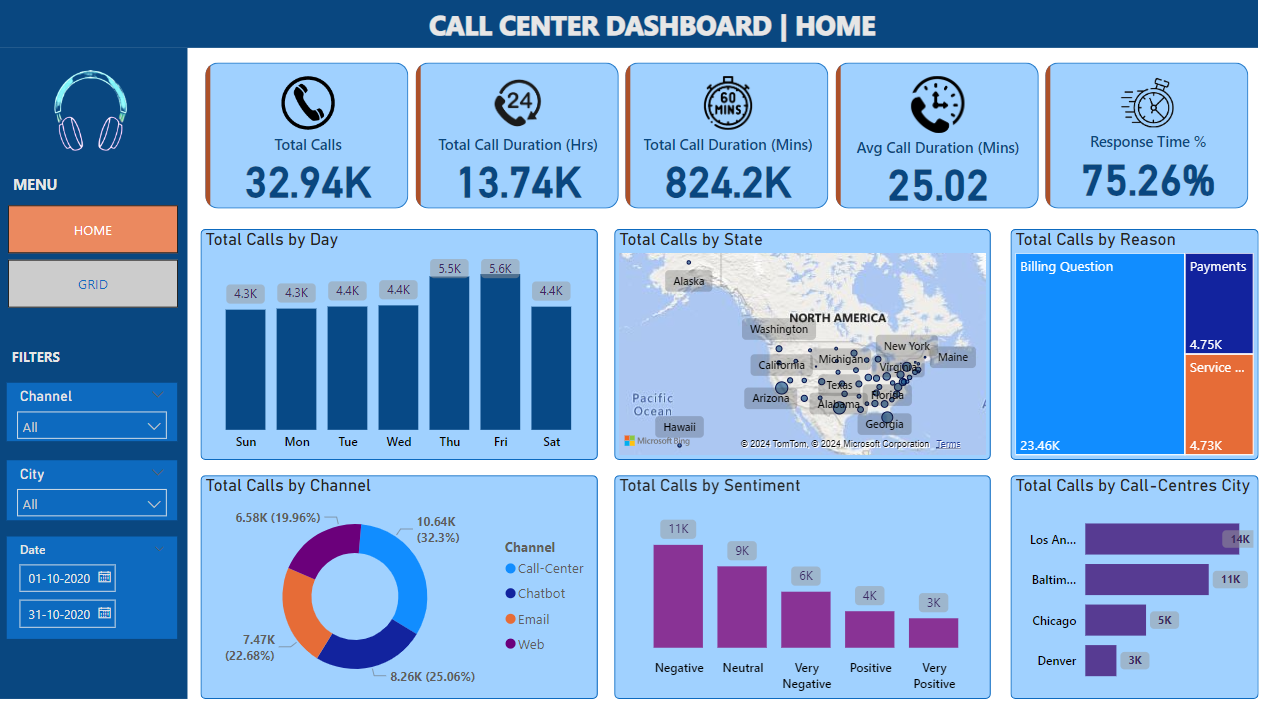 CALL CENTER DASHBOARD | HOME
MENU
HOME
GRID
FILTERS
Channel
All
City
All
Date
01-10-2020
31-10-2020
Total Calls
32.94K
24
Total Call Duration (Hrs)
13.74K
60
MINS
Total Call Duration (Mins)
824.2K
Avg Call Duration (Mins)
25.02
Response Time %
75.26%
Total Calls by Day
4.3K
4.3K
4.4K
4.4K
5.5K
5.6K
4.4K
Sun
Mon
Tue
Wed
Thu
Fri
Sat
Total Calls by State
Alaska
NORTH AMERICA
Washington
New York
Maine
Michigan
California
Virginia
Texas
Florida
Arizona
Alabama
Pacific
Ocean
Georgia
Hawaii
Microsoft Bing
© 2024 TomTom, © 2024 Microsoft Corporation
Terms
Total Calls by Reason
Billing Question
23.46K
Payments
4.75K
Service ...
4.73K
Total Calls by Channel
6.58K (19.96%)
10.64K
(32.3%)
7.47K
(22.68%)
8.26K (25.06%)
Channel
Call-Center
Chatbot
Email
Web
Total Calls by Sentiment
11K
9K
6K
4K
3K
Negative
Neutral
Very
Negative
Positive
Very
Positive
Total Calls by Call-Centres City
Los An...
14K
Baltim...
11K
Chicago
5K
Denver
3K